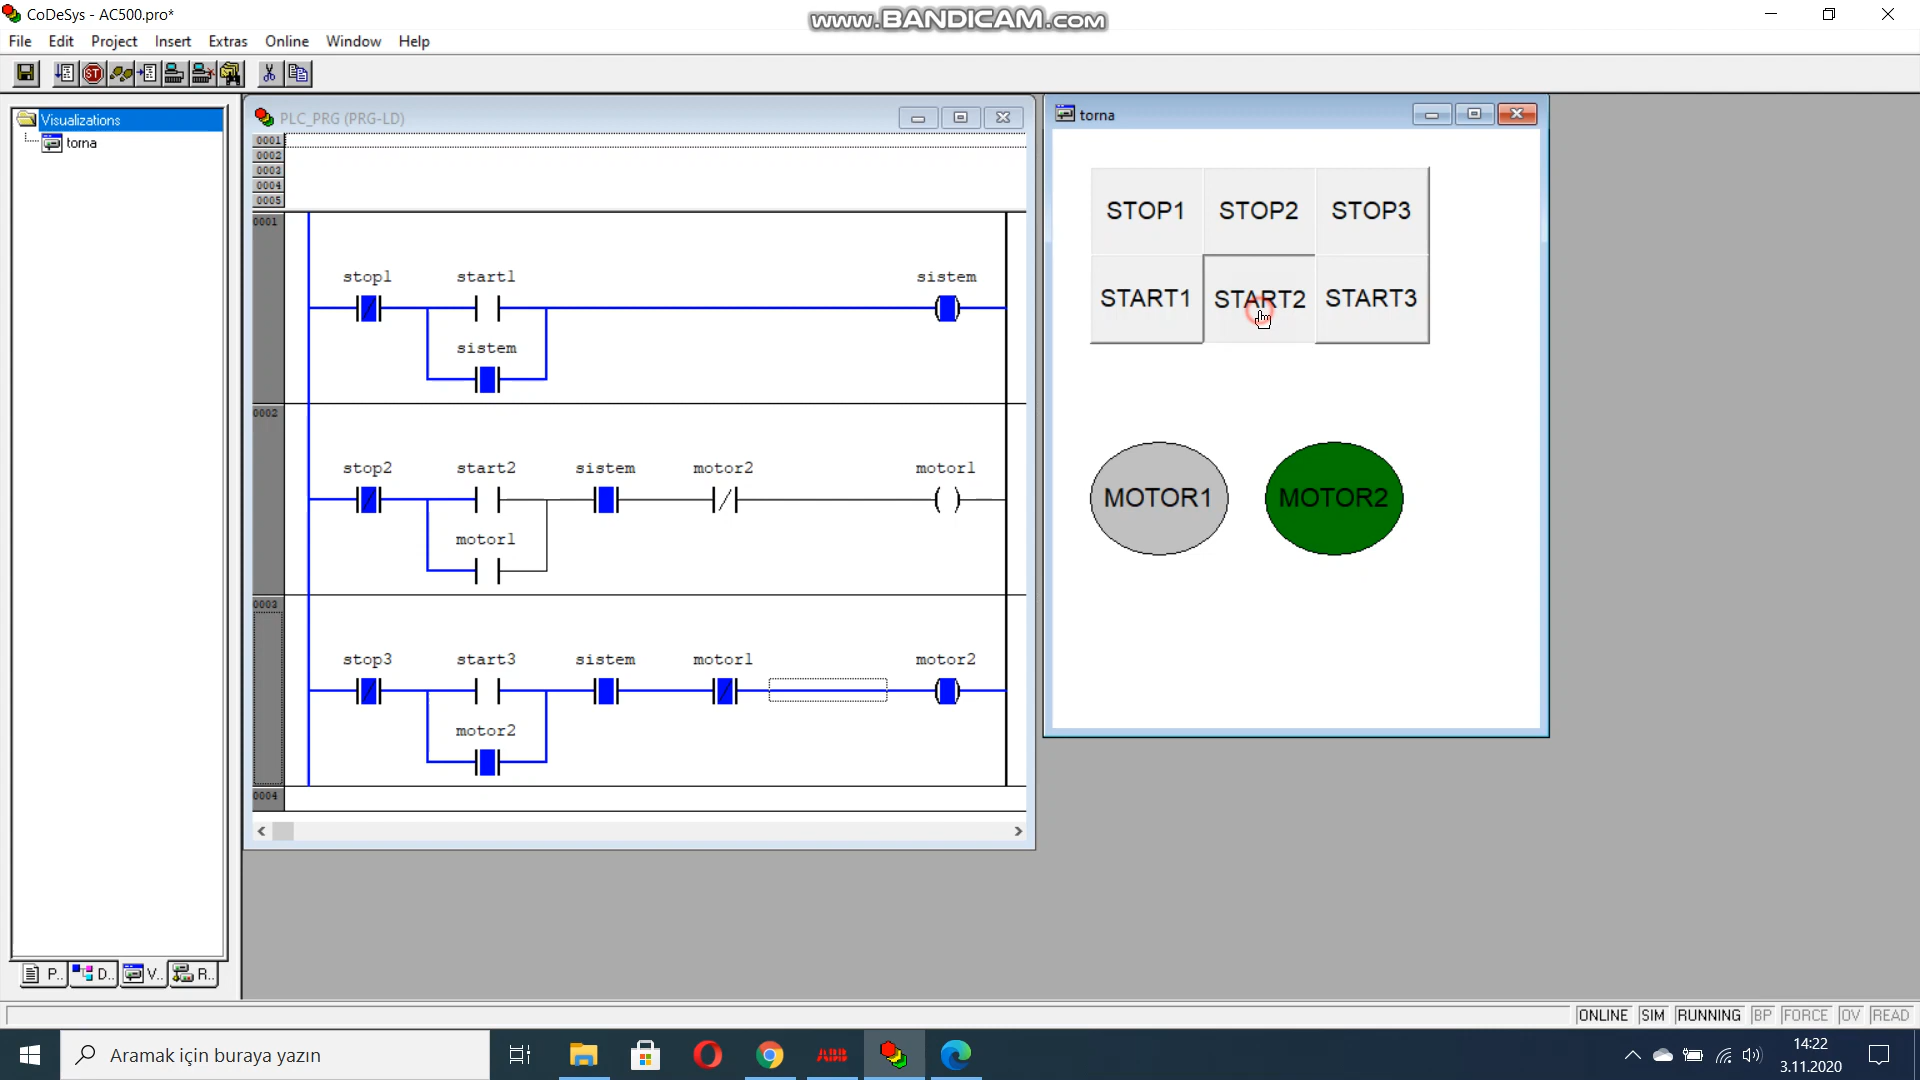 CoDeSys - AC500.pro*
www.BANDICAM.com
File Edit Project Insert Extras Online Window Help
Visualizations
torna
PLC_PRG (PRG-LD)
0001
0002
0003
0004
0005
0001
stop1 start1 sistem
sistem
0002
stop2 start2 sistem motor2 motor1
motor1
0003
stop3 start3 sistem motor1 motor2
motor2
0004
torna
STOP1 STOP2 STOP3
START1 START2 START3
MOTOR1 MOTOR2
P.. D.. V.. R..
ONLINE SIM RUNNING BP FORCE OV READ
Aramak için buraya yazın
ABB
14:22
3.11.2020